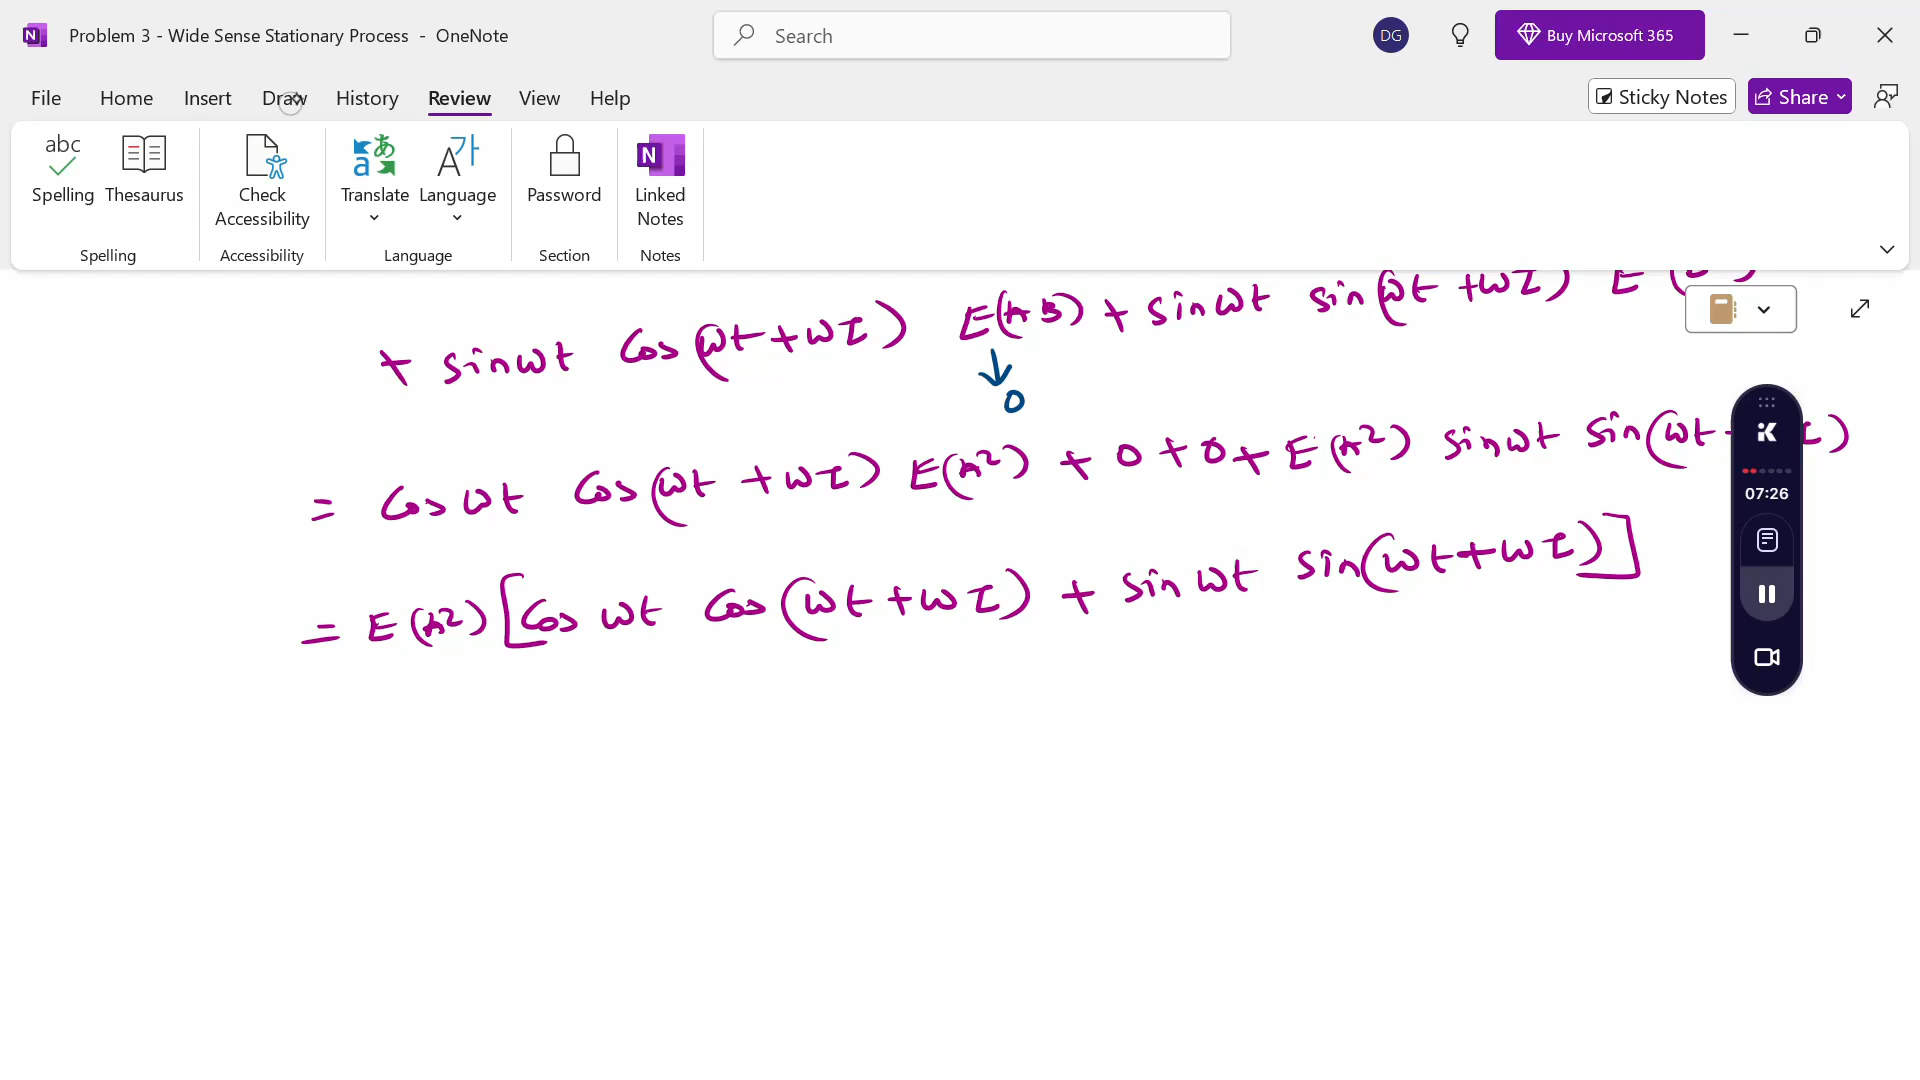 Problem 3 - Wide Sense Stationary Process - OneNote
Search
DG
Buy Microsoft 365
File Home Insert Draw History Review View Help
Sticky Notes
Share
abc
Spelling
Thesaurus
Check Accessibility
Translate
Language
Password
Linked Notes
Spelling
Accessibility
Language
Section
Notes
+ sinωt cos(ωt+ωτ) E(AB) + sinωt sin(ωt+ωτ) E
↓
0
= cosωt cos(ωt+ωτ) E(A²) + 0 + 0 + E(A²) sinωt sin(ωt
07:26
= E(A²)[cos ωt cos(ωt+ωτ) + sin ωt sin(ωt+ωτ)]